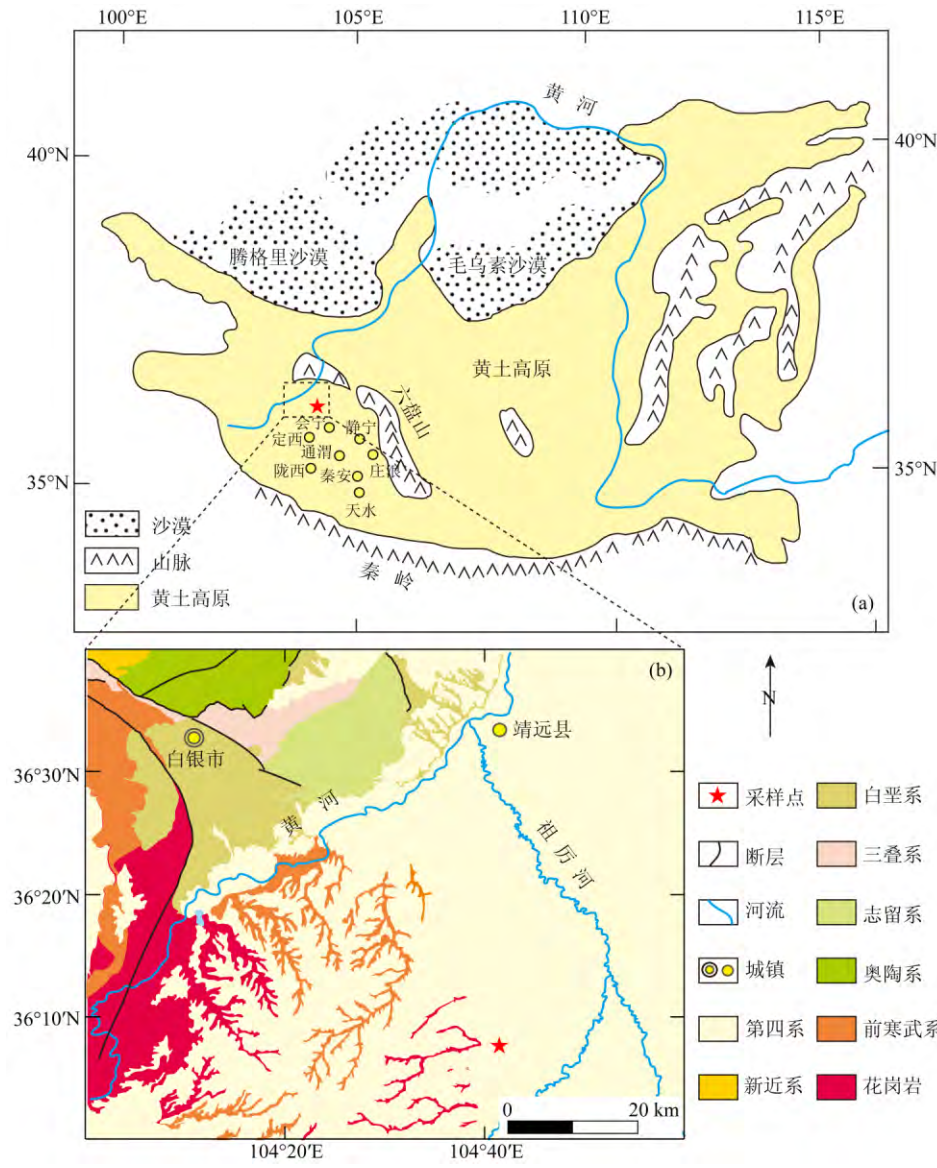 100°E 105°E 110°E 115°E
黄河
40°N 40°N
腾格里沙漠 毛乌素沙漠
黄土高原
六盘山
会宁 静宁
定西 通渭
陇西 秦安 庄浪
35°N 35°N
天水
沙漠
山脉
秦岭
黄土高原
(a)
(b)
N
靖远县
白银市
36°30′N
黄河
祖厉河
36°20′N
36°10′N
0 20 km
104°20′E 104°40′E
采样点 白垩系
断层 三叠系
河流 志留系
城镇 奥陶系
第四系 前寒武系
新近系 花岗岩